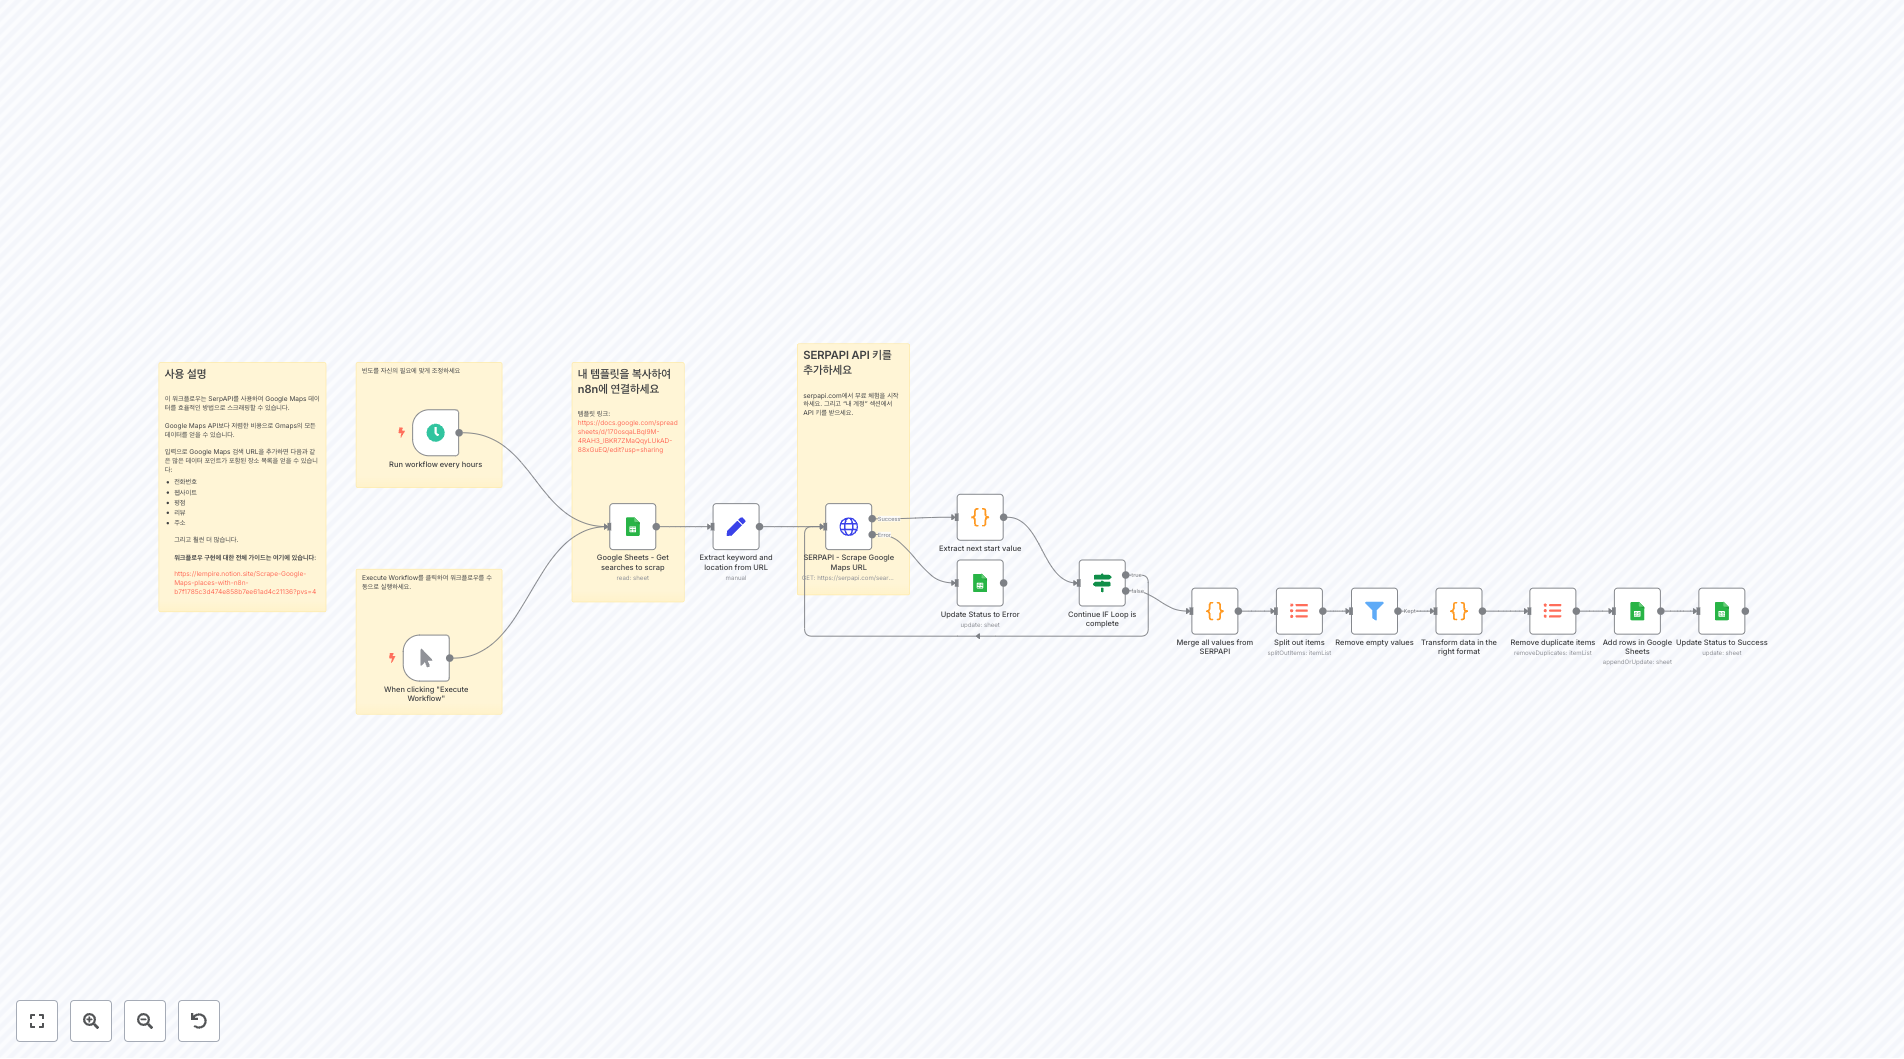 사용 설명
이 워크플로우는 SerpAPI를 사용하여 Google Maps 데이
터를 효율적인 방법으로 스크래핑할 수 있습니다.
Google Maps API보다 저렴한 비용으로 Gmaps의 모든
데이터를 얻을 수 있습니다.
입력으로 Google Maps 검색 URL을 추가하면 다음과 같
은 많은 데이터 포인트가 포함된 장소 목록을 얻을 수 있습니
다:
전화번호
웹사이트
평점
리뷰
주소
그리고 훨씬 더 많습니다.
워크플로우 구현에 대한 전체 가이드는 여기에 있습니다:
https://lempire.notion.site/Scrape-Google-
Maps-places-with-n8n-
b7f1785c3d474e858b7ee61ad4c21136?pvs=4
빈도를 자신의 필요에 맞게 조정하세요
Run workflow every hours
Execute Workflow를 클릭하여 워크플로우를 수
동으로 실행하세요.
When clicking "Execute
Workflow"
내 템플릿을 복사하여
n8n에 연결하세요
템플릿 링크:
https://docs.google.com/spread
sheets/d/170osqaLBql9M-
4RAH3_!BKR7ZMaQqyLUkAD-
88xGuEQ/edit?usp=sharing
Google Sheets - Get
searches to scrap
read: sheet
Extract keyword and
location from URL
manual
SERPAPI API 키를
추가하세요
serpapi.com에서 무료 체험을 시작
하세요. 그리고 "내 계정" 섹션에서
API 키를 받으세요.
SERPAPI - Scrape Google
Maps URL
GET: https://serpapi.com/sear...
Success
Error
Extract next start value
Update Status to Error
update: sheet
Continue IF Loop is
complete
true
false
Merge all values from
SERPAPI
Split out items
splitOutItems: itemList
Remove empty values
Kept
Transform data in the
right format
Remove duplicate items
removeDuplicates: itemList
Add rows in Google
Sheets
appendOrUpdate: sheet
Update Status to Success
update: sheet